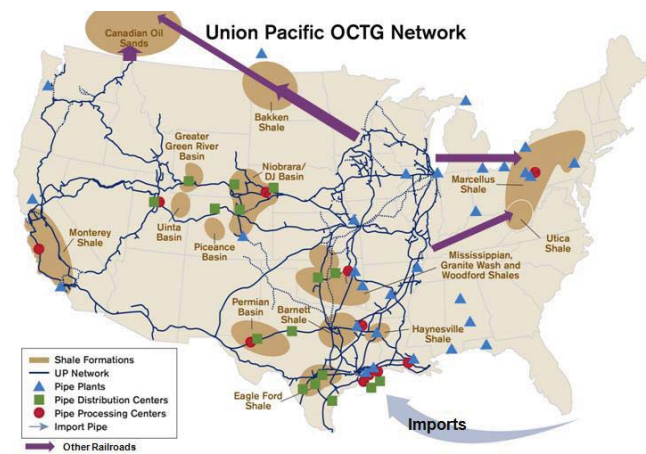 Union Pacific OCTG Network
Canadian Oil
Sands
Bakken
Shale
Greater
Green River
Basin
Niobrara/
DJ Basin
Marcellus
Shale
Monterey
Shale
Uinta
Basin
Piceance
Basin
Utica
Shale
Mississippian,
Granite Wash and
Woodford Shales
Permian
Basin
Barnett
Shale
Haynesville
Shale
Eagle Ford
Shale
Imports
Shale Formations
UP Network
Pipe Plants
Pipe Distribution Centers
Pipe Processing Centers
Import Pipe
Other Railroads